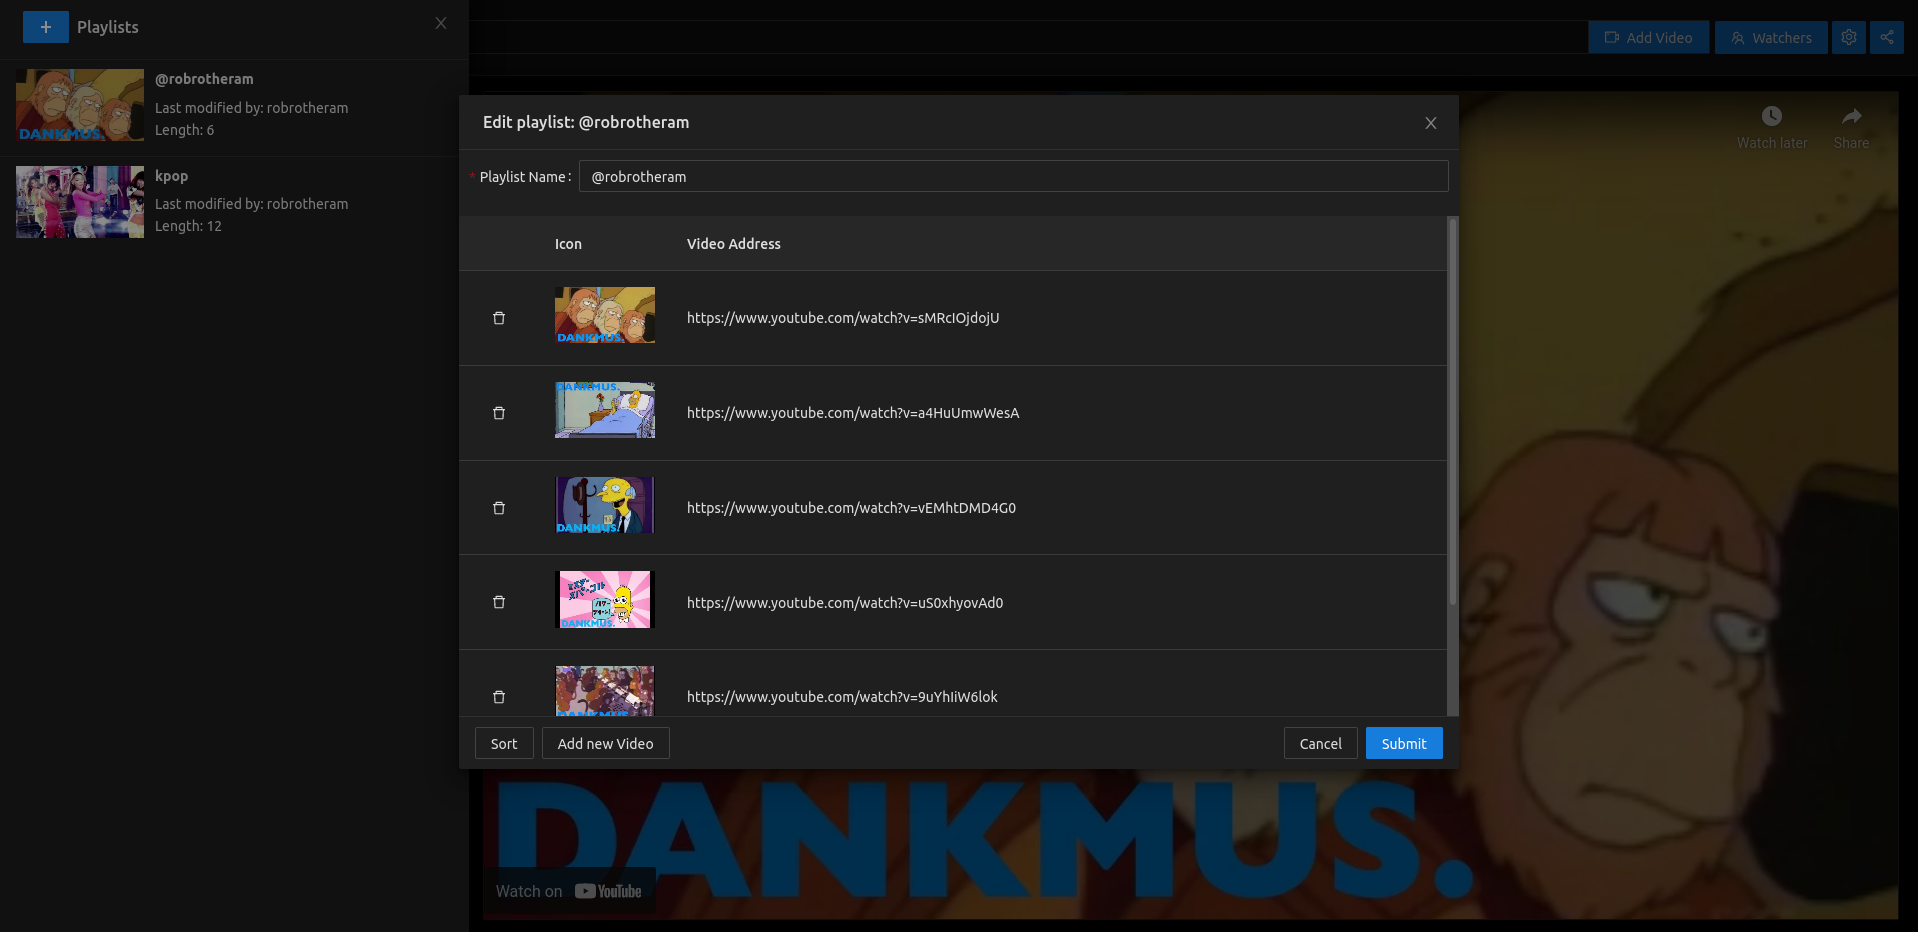 Playlists
@robrotheram
Last modified by: robrotheram
Length: 6
kpop
Last modified by: robrotheram
Length: 12
Add Video
Watchers
Watch later
Share
Edit playlist: @robrotheram
* Playlist Name:
@robrotheram
Icon
Video Address
DANKMUS.
https://www.youtube.com/watch?v=sMRcIOjdojU
DANKMUS.
https://www.youtube.com/watch?v=a4HuUmwWesA
DANKMUS.
https://www.youtube.com/watch?v=vEMhtDMD4G0
DANKMUS.
https://www.youtube.com/watch?v=uS0xhyovAd0
DANKMUS
https://www.youtube.com/watch?v=9uYhIiW6lok
Sort
Add new Video
Cancel
Submit
DANKMUS.
DANKMUS.
Watch on YouTube